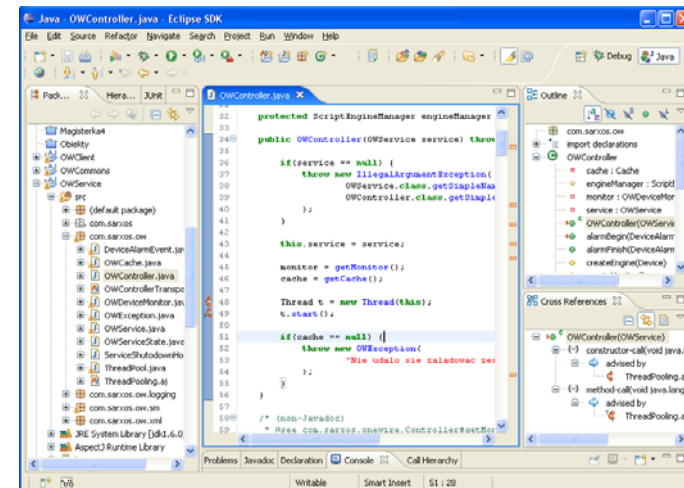 Java - OWController.java - Eclipse SDK
File Edit Source Refactor Navigate Search Project Run Window Help
Debug Java
Pack... Hiera... JUnit
Magisterka4
Obiekty
OWClient
OWCommons
OWService
src
(default package)
com.sarxos
com.sarxos.ow
DeviceAlarmEvent.jav
OWCache.java
OWController.java
OWControllerTranspa
OWDeviceMonitor.jav
OWException.java
OWService.java
OWServiceState.java
ServiceShutodownHo
ThreadPool.java
ThreadPooling.aj
com.sarxos.ow.logging
com.sarxos.ow.sm
com.sarxos.ow.xml
JRE System Library [jdk1.6.0_
AspectJ Runtime Library
OWController.java
32 protected ScriptEngineManager engineManager
33
34 public OWController(OWService service) throw
35
36 if(service == null) {
37 throw new IllegalArgumentException(
38 OWService.class.getSimpleNam
39 OWController.class.getSimple
40 );
41 }
42
43 this.service = service;
44
45 monitor = getMonitor();
46 cache = getCache();
47
48 Thread t = new Thread(this);
49 t.start();
50
51 if(cache == null) {
52 throw new OWException(
53 "Nie udalo sie zaladowac zes
54 );
55 }
56 }
57
58 /* (non-Javadoc)
59 * @see com.sarxos.onewire.Controller#getMon
Outline
com.sarxos.ow
import declarations
OWController
cache : Cache
engineManager : ScriptE
monitor : OWDeviceMor
service : OWService
OWController(OWServi
alarmBegin(DeviceAlarm
alarmFinish(DeviceAlarm
createEngine(Device)
Cross References
OWController(OWService)
constructor-call(void java.l
advised by
ThreadPooling.a
method-call(void java.lang
advised by
ThreadPooling.a
Problems Javadoc Declaration Console Call Hierarchy
Writable Smart Insert 51 : 28